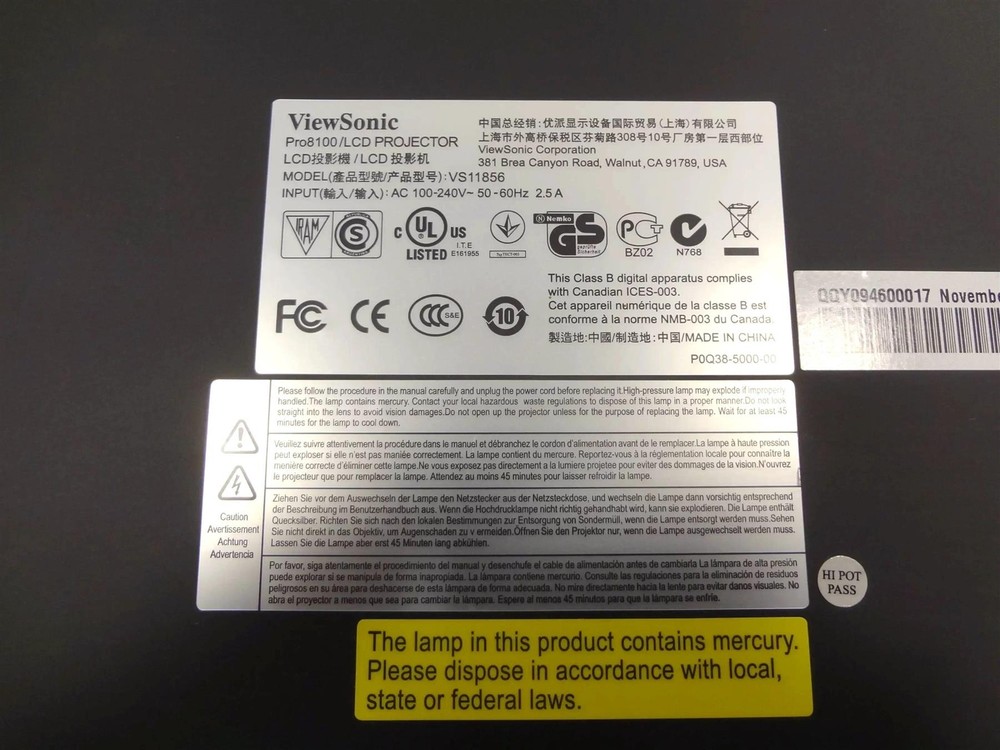 ViewSonic
Pro8100/LCD PROJECTOR
LCD投影機 / LCD 投影机
MODEL(產品型號/产品型号): VS11856
INPUT(輸入/输入): AC 100-240V~ 50-60Hz 2.5A
中国总经销:优派显示设备国际贸易(上海)有限公司
上海市外高桥保税区芬菊路308号10号厂房第一层西部位
ViewSonic Corporation
381 Brea Canyon Road, Walnut, CA 91789, USA
IRAM
S
C UL US
LISTED
I.T.E
E161955
Nemko
GS
geprüfte
Sicherheit
PCT
BZ02
N768
FC CE CCC S&E 10
This Class B digital apparatus complies
with Canadian ICES-003.
Cet appareil numérique de la classe B est
conforme à la norme NMB-003 du Canada.
製造地:中國/制造地:中国/MADE IN CHINA
P0Q38-5000-00
QQY094600017 Novembe
Caution
Avertissement
Achtung
Advertencia
Please follow the procedure in the manual carefully and unplug the power cord before replacing it.High-pressure lamp may explode if improperly
handled.The lamp contains mercury. Contact your local hazardous waste regulations to dispose of this lamp in a proper manner.Do not look
straight into the lens to avoid vision damages.Do not open up the projector unless for the purpose of replacing the lamp. Wait for at least 45
minutes for the lamp to cool down.
Veuillez suivre attentivement la procédure dans le manuel et débranchez le cordon d'alimentation avant de le remplacer.La lampe à haute pression
peut exploser si elle n'est pas maniée correctement. La lampe contient du mercure. Reportez-vous à la règlementation locale pour connaître la
menière correcte d'éliminer cette lampe.Ne vous exposez pas directement a la lumiere projetee pour eviter des dommages de la vision.N'ouvrez
le projecteur que pour remplacer la lampe. Attendez au moins 45 minutes pour laisser refroidir la lampe.
Ziehen Sie vor dem Auswechseln der Lampe den Netzstecker aus der Netzsteckdose, und wechseln die Lampe dann vorsichtig entsprechend
der Beschreibung im Benutzerhandbuch aus. Wenn die Hochdrucklampe nicht richtig gehandhabt wird, kann sie explodieren. Die Lampe enthält
Quecksilber. Richten Sie sich nach den lokalen Bestimmungen zur Entsorgung von Sondermüll, wenn die Lampe entsorgt werden muss.Sehen
Sie nicht direkt in das Objektiv, um Augenschaden zu v ermeiden.Öffnen Sie den Projektor nur, wenn die Lampe ausgewechselt werden muss.
Lassen Sie die Lampe aber erst 45 Minuten lang abkühlen.
Por favor, siga atentamente el procedimiento del manual y desenchufe el cable de alimentación antes de cambiarla La lámpara de alta presión
puede explorar si se manipula de forma inapropiada. La lámpara contiene mercurio. Consulte las regulaciones para la eliminación de residuos
peligrosos en su área para deshacerse de esta lámpara de forma adecuada. No mire directamente hacia la lente para evitar danos visuales. No
abra el proyector a menos que sea para cambiar la lámpara. Espere al menos 45 minutos para que la lámpara se enfríe.
HI POT
PASS
The lamp in this product contains mercury.
Please dispose in accordance with local,
state or federal laws.